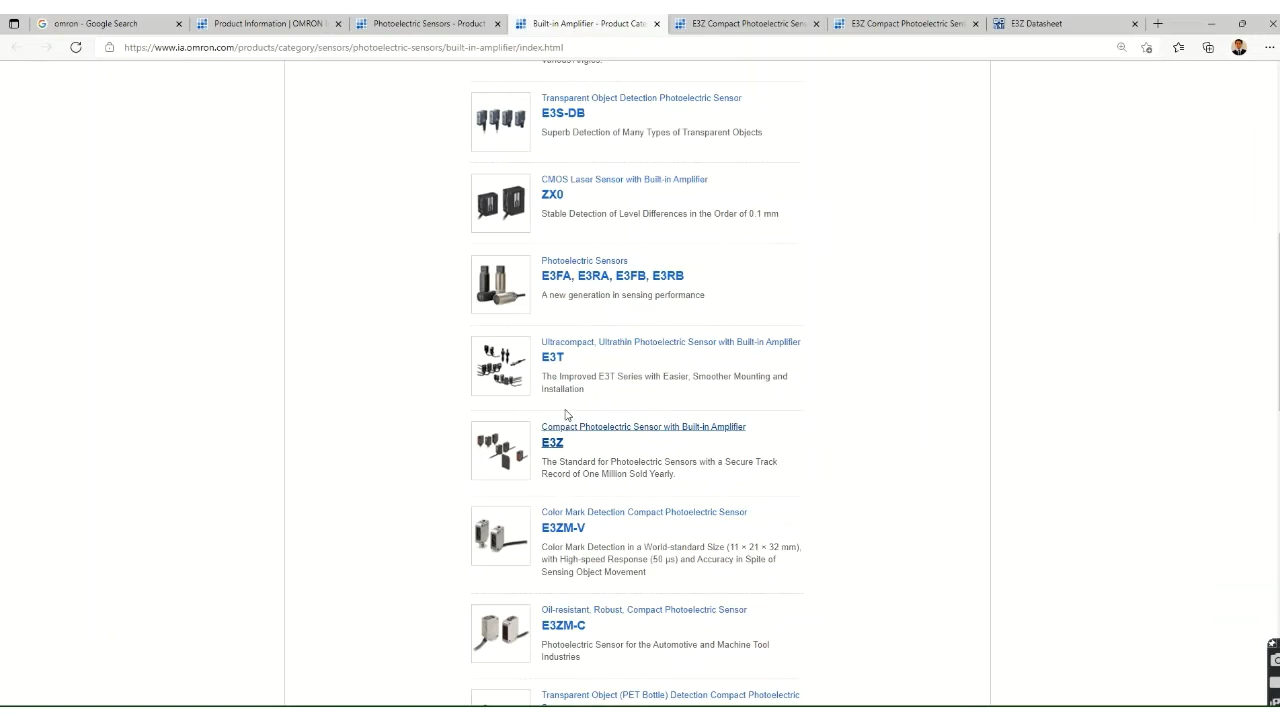 omron - Google Search
Product Information | OMRON I
Photoelectric Sensors - Product
Built-in Amplifier - Product Cate
E3Z Compact Photoelectric Sens
E3Z Compact Photoelectric Sen
E3Z Datasheet
https://www.ia.omron.com/products/category/sensors/photoelectric-sensors/built-in-amplifier/index.html
Transparent Object Detection Photoelectric Sensor
E3S-DB
Superb Detection of Many Types of Transparent Objects
CMOS Laser Sensor with Built-in Amplifier
ZX0
Stable Detection of Level Differences in the Order of 0.1 mm
Photoelectric Sensors
E3FA, E3RA, E3FB, E3RB
A new generation in sensing performance
Ultracompact, Ultrathin Photoelectric Sensor with Built-in Amplifier
E3T
The Improved E3T Series with Easier, Smoother Mounting and
Installation
Compact Photoelectric Sensor with Built-in Amplifier
E3Z
The Standard for Photoelectric Sensors with a Secure Track
Record of One Million Sold Yearly.
Color Mark Detection Compact Photoelectric Sensor
E3ZM-V
Color Mark Detection in a World-standard Size (11 × 21 × 32 mm),
with High-speed Response (50 µs) and Accuracy in Spite of
Sensing Object Movement
Oil-resistant, Robust, Compact Photoelectric Sensor
E3ZM-C
Photoelectric Sensor for the Automotive and Machine Tool
Industries
Transparent Object (PET Bottle) Detection Compact Photoelectric